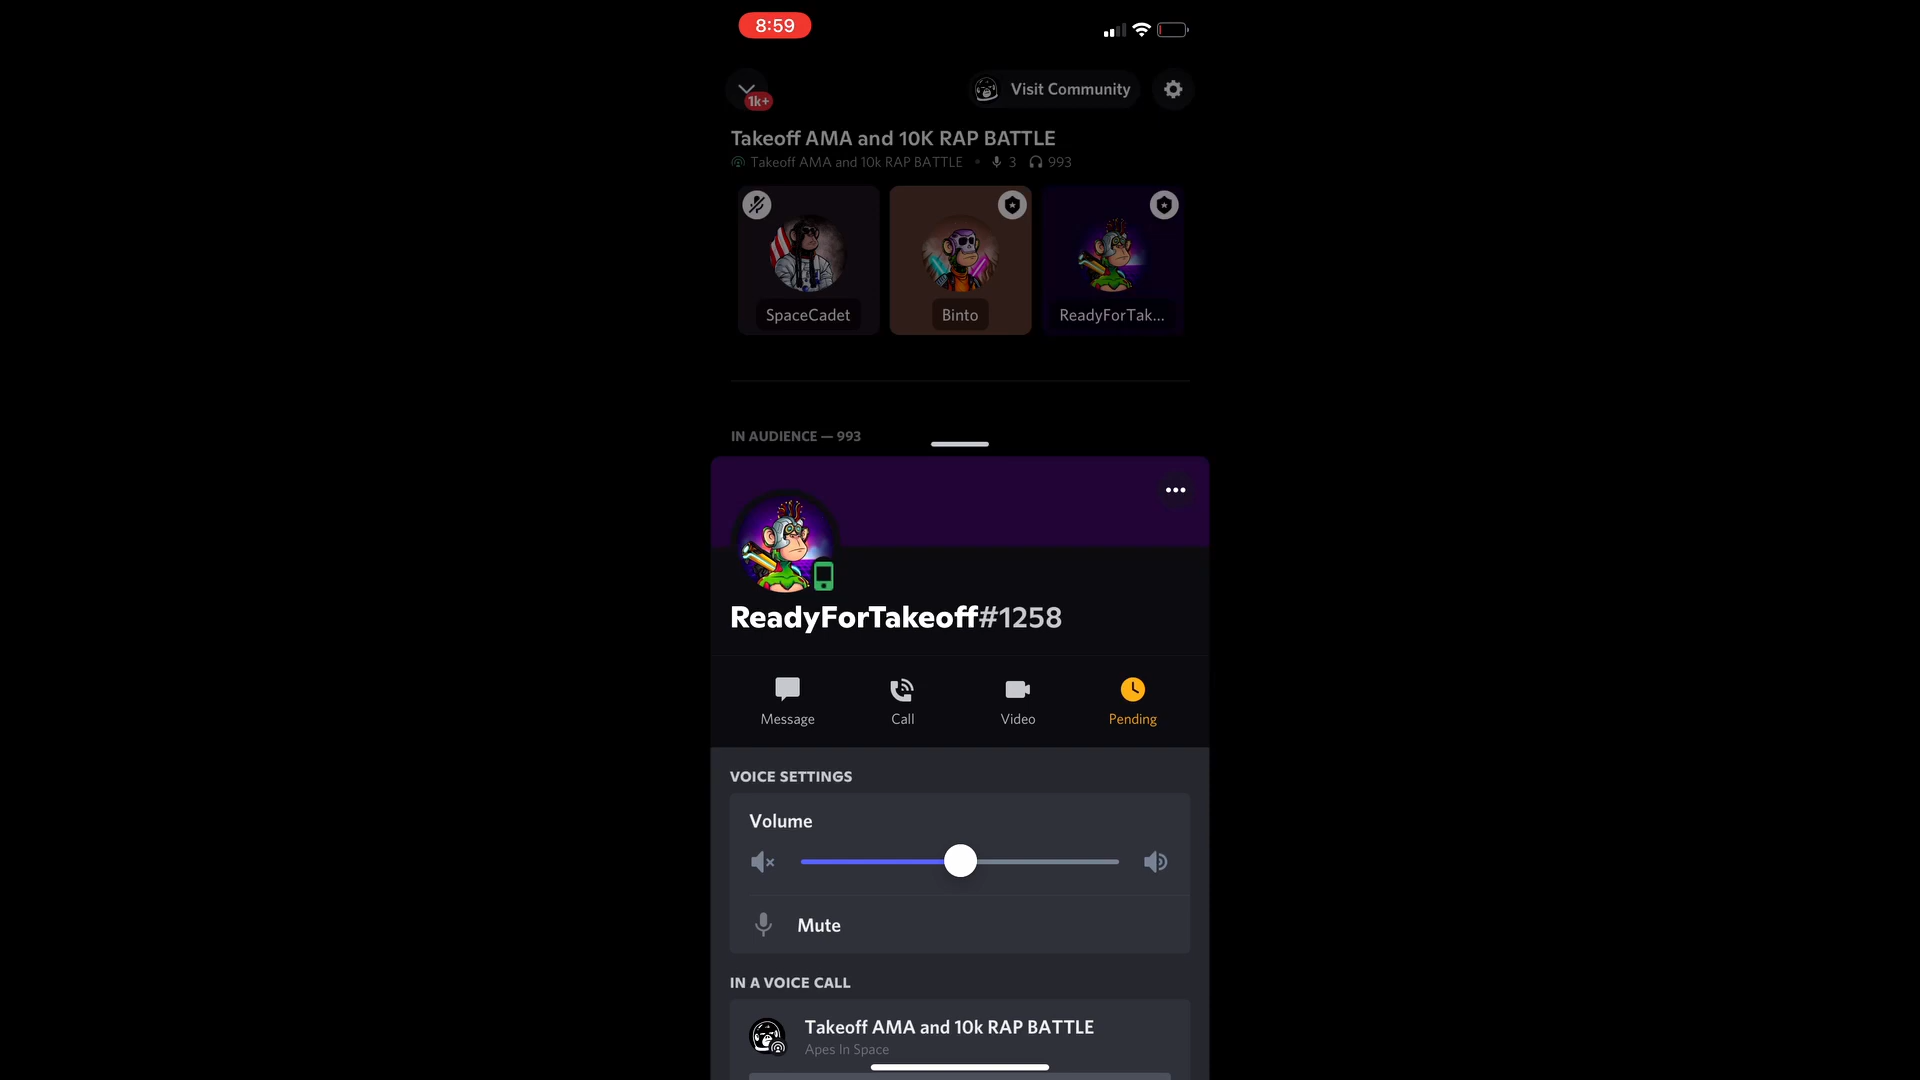 8:59
1k+
Visit Community
Takeoff AMA and 10K RAP BATTLE
Takeoff AMA and 10k RAP BATTLE • 3 993
SpaceCadet
Binto
ReadyForTak...
IN AUDIENCE — 993
ReadyForTakeoff#1258
Message
Call
Video
Pending
VOICE SETTINGS
Volume
Mute
IN A VOICE CALL
Takeoff AMA and 10k RAP BATTLE
Apes In Space